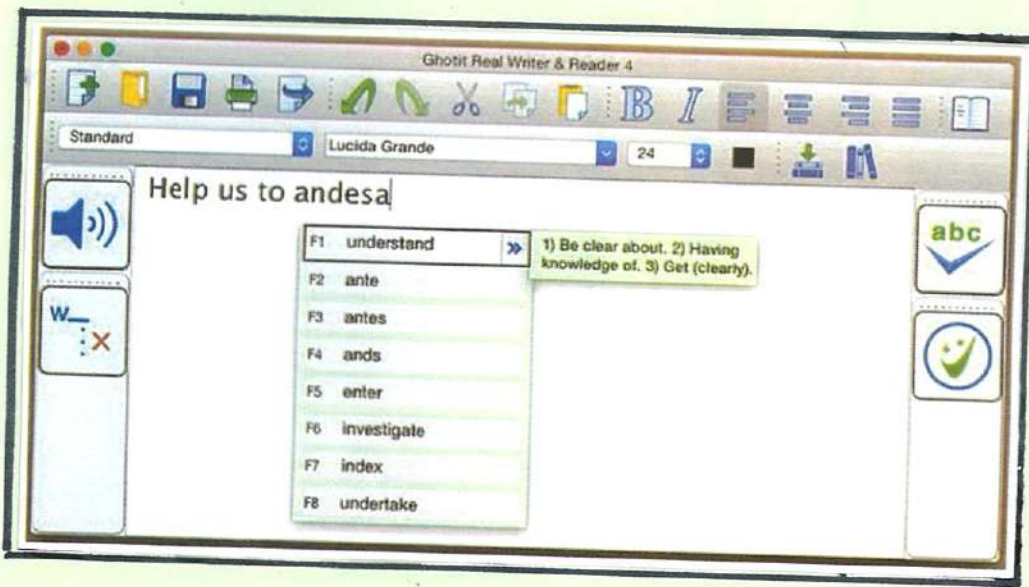 Ghotit Real Writer & Reader 4
B I
Standard Lucida Grande 24
Help us to andesa
abc
W
F1 understand
1) Be clear about. 2) Having
knowledge of. 3) Get (clearly).
F2 ante
F3 antes
F4 ands
F5 enter
F6 investigate
F7 index
F8 undertake